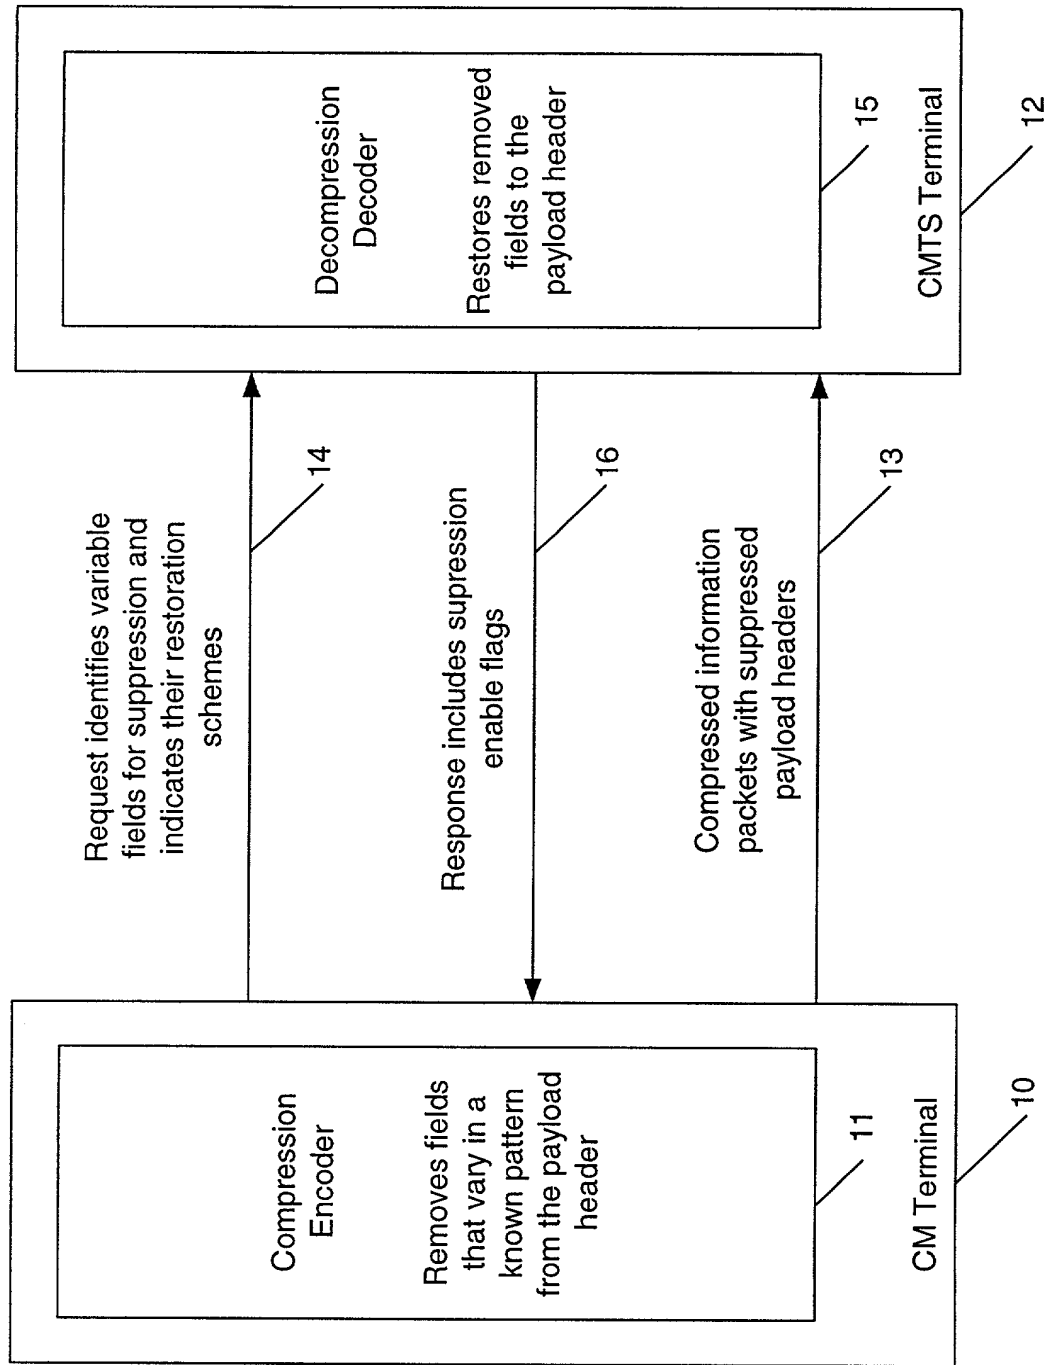 Compression
Encoder
Removes fields
that vary in a
known pattern
from the payload
header
11
CM Terminal
10
Request identifies variable
fields for suppression and
indicates their restoration
schemes
14
Response includes supression
enable flags
16
Compressed information
packets with suppressed
payload headers
13
Decompression
Decoder
Restores removed
fields to the
payload header
15
CMTS Terminal
12